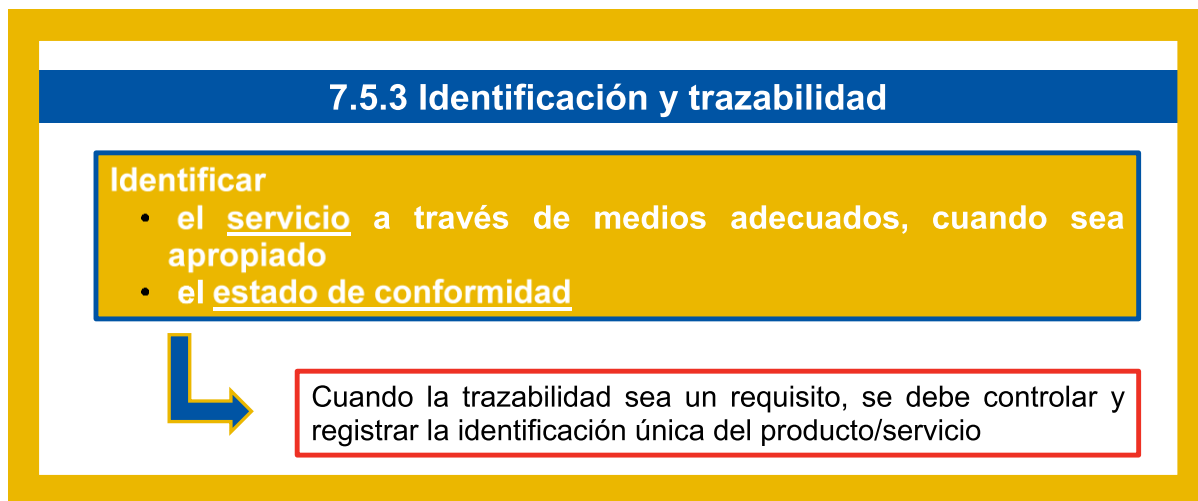 7.5.3 Identificación y trazabilidad
Identificar
• el servicio a través de medios adecuados, cuando sea
apropiado
• el estado de conformidad
Cuando la trazabilidad sea un requisito, se debe controlar y
registrar la identificación única del producto/servicio